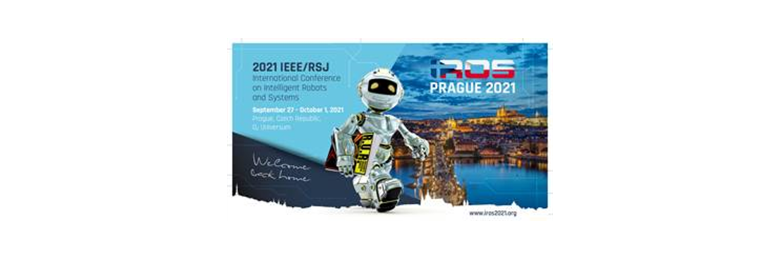 2021 IEEE/RSJ
International Conference
on Intelligent Robots
and Systems
September 27 - October 1, 2021
Prague, Czech Republic,
O₂ Universum
Welcome
back home
iROS
PRAGUE 2021
www.iros2021.org